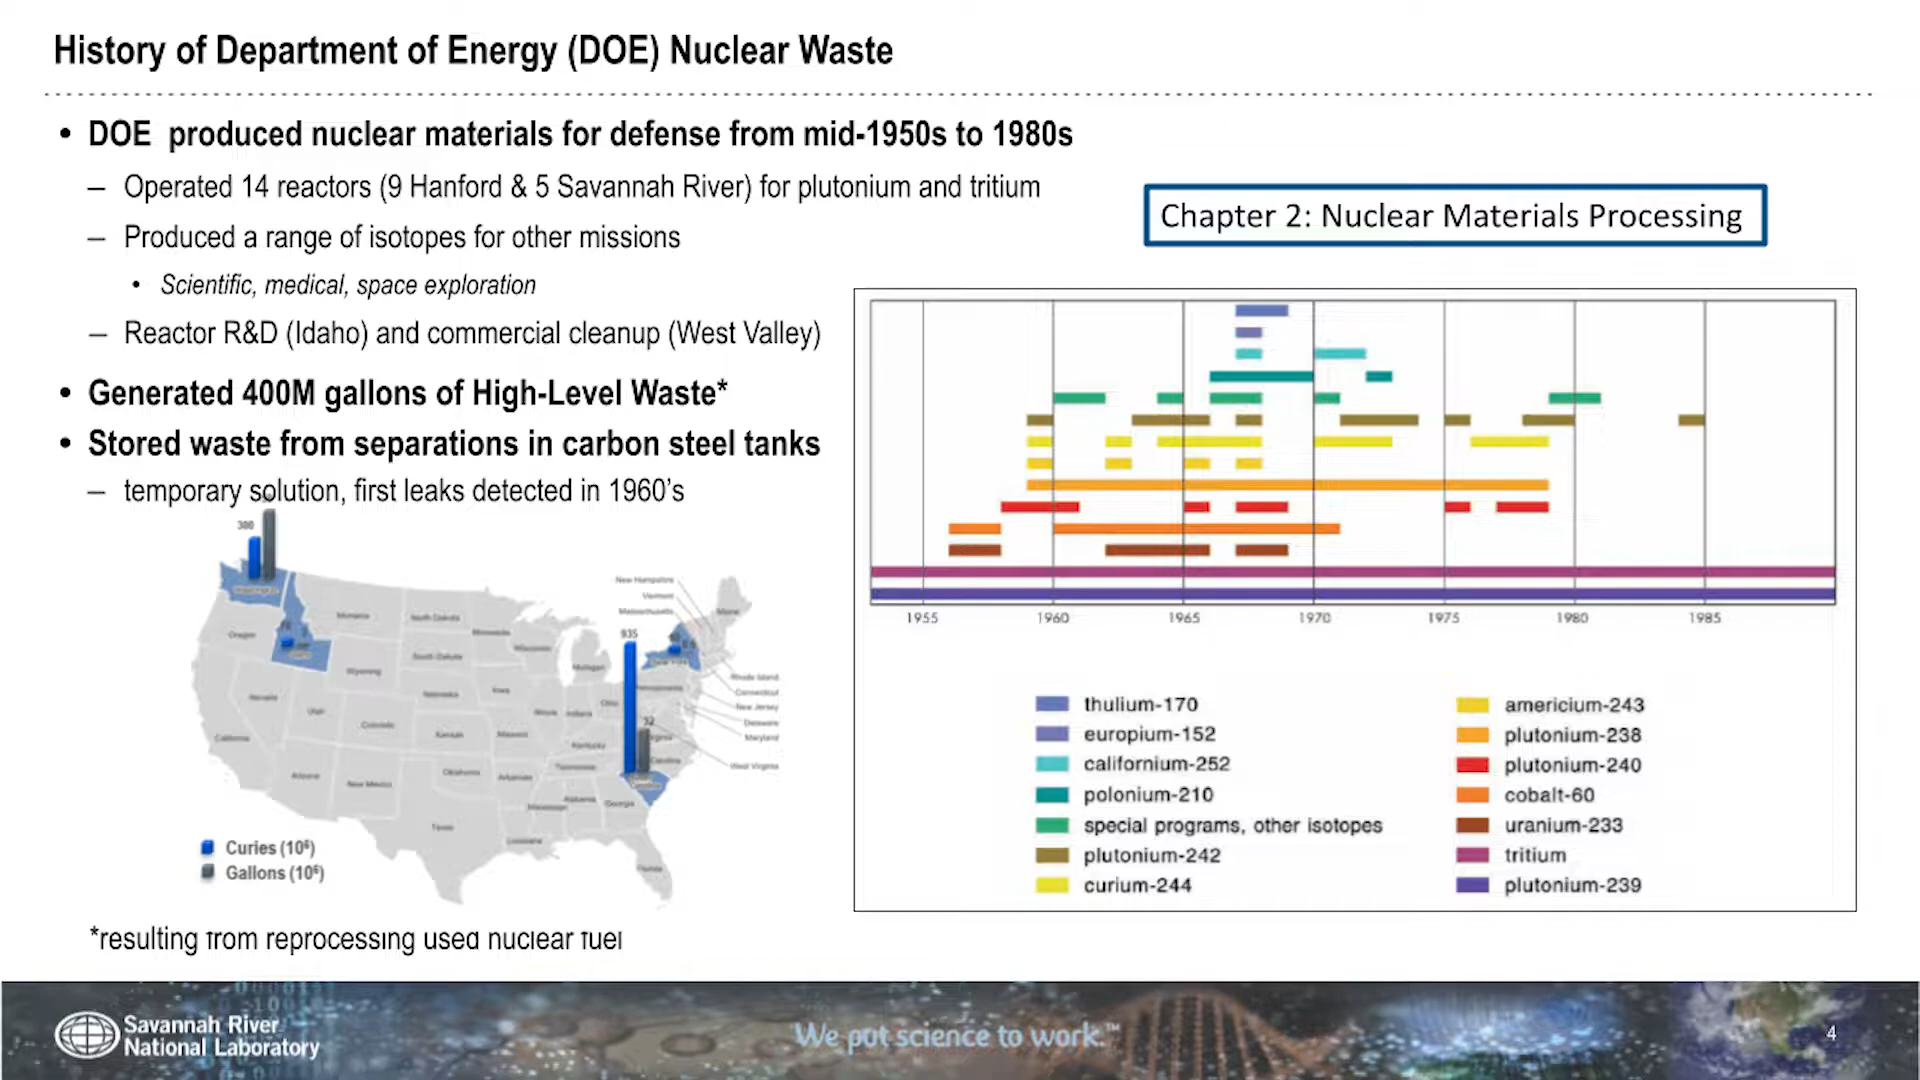 History of Department of Energy (DOE) Nuclear Waste
• DOE produced nuclear materials for defense from mid-1950s to 1980s
– Operated 14 reactors (9 Hanford & 5 Savannah River) for plutonium and tritium
– Produced a range of isotopes for other missions
• Scientific, medical, space exploration
– Reactor R&D (Idaho) and commercial cleanup (West Valley)
• Generated 400M gallons of High-Level Waste*
• Stored waste from separations in carbon steel tanks
– temporary solution, first leaks detected in 1960's
300
New Hampshire
Vermont
Massachusetts
Maine
Montana
North Dakota
Minnesota
Oregon
935
Wisconsin
South Dakota
Michigan
Wyoming
New York
Rhode Island
Connecticut
New Jersey
Delaware
Maryland
West Virginia
Pennsylvania
Nebraska
Iowa
Nevada
Utah
Ohio
Illinois
Indiana
32
Colorado
Kansas
Missouri
California
Kentucky
Tennessee
Carolina
Arizona
New Mexico
Oklahoma
Arkansas
Carolina
Mississippi
Alabama
Georgia
Texas
Louisiana
Florida
Curies (10⁶)
Gallons (10⁶)
*resulting from reprocessing used nuclear fuel
Chapter 2: Nuclear Materials Processing
1955 1960 1965 1970 1975 1980 1985
thulium-170
europium-152
californium-252
polonium-210
special programs, other isotopes
plutonium-242
curium-244
americium-243
plutonium-238
plutonium-240
cobalt-60
uranium-233
tritium
plutonium-239
Savannah River
National Laboratory
We put science to work.™
4